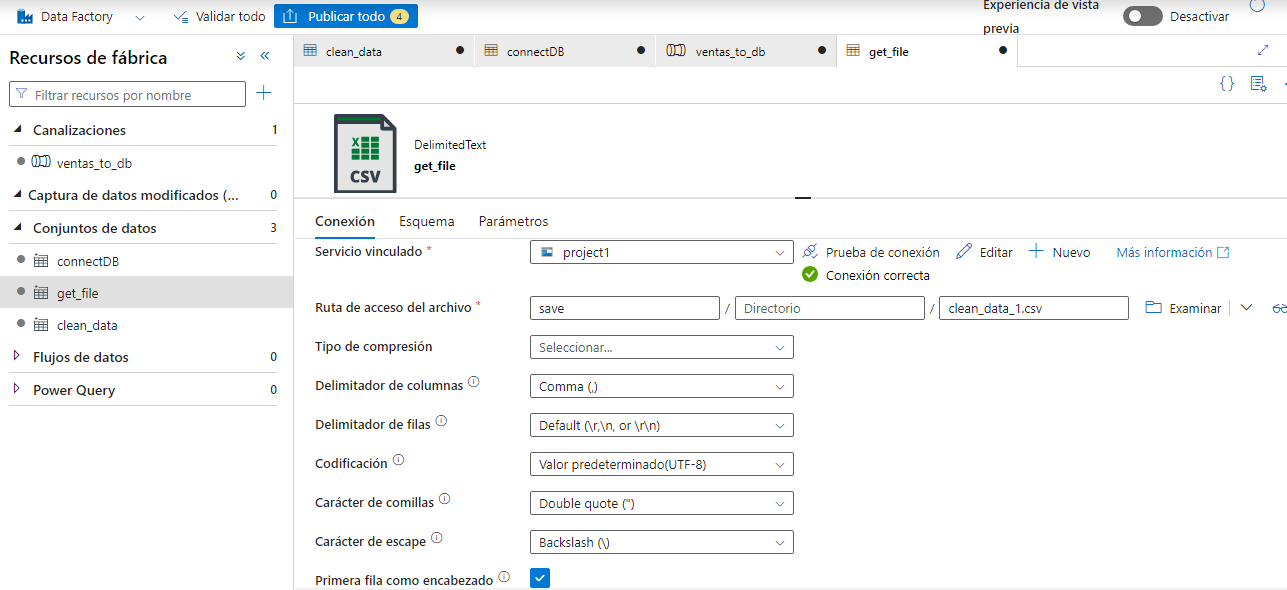 Data Factory
Validar todo
Publicar todo 4
Experiencia de vista previa
Desactivar
Recursos de fábrica
Filtrar recursos por nombre
Canalizaciones 1
ventas_to_db
Captura de datos modificados (... 0
Conjuntos de datos 3
connectDB
get_file
clean_data
Flujos de datos 0
Power Query 0
clean_data
connectDB
ventas_to_db
get_file
{}
CSV
DelimitedText
get_file
Conexión Esquema Parámetros
Servicio vinculado * project1 Prueba de conexión Editar Nuevo Más información
Conexión correcta
Ruta de acceso del archivo * save / Directorio / clean_data_1.csv Examinar
Tipo de compresión Seleccionar...
Delimitador de columnas Comma (,)
Delimitador de filas Default (\r,\n, or \r\n)
Codificación Valor predeterminado(UTF-8)
Carácter de comillas Double quote (")
Carácter de escape Backslash (\)
Primera fila como encabezado